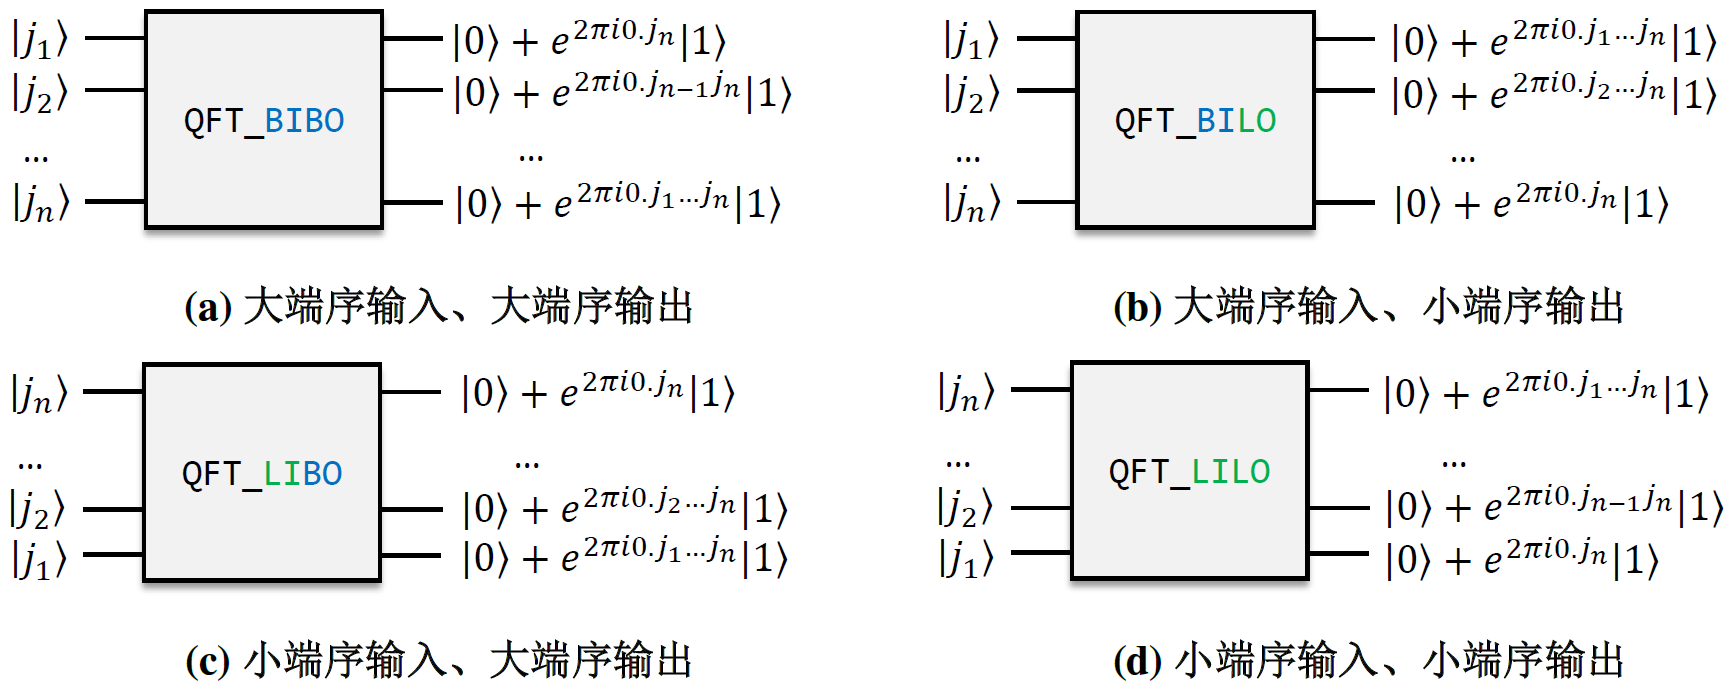 |j₁⟩ |0⟩ + e^{2πi0.jₙ}|1⟩
|j₂⟩ |0⟩ + e^{2πi0.jₙ₋₁jₙ}|1⟩
QFT_BIBO
... ...
|jₙ⟩ |0⟩ + e^{2πi0.j₁...jₙ}|1⟩
(a) 大端序输入、大端序输出
|j₁⟩ |0⟩ + e^{2πi0.j₁...jₙ}|1⟩
|j₂⟩ |0⟩ + e^{2πi0.j₂...jₙ}|1⟩
QFT_BILO
... ...
|jₙ⟩ |0⟩ + e^{2πi0.jₙ}|1⟩
(b) 大端序输入、小端序输出
|jₙ⟩ |0⟩ + e^{2πi0.jₙ}|1⟩
... ...
QFT_LIBO
|j₂⟩ |0⟩ + e^{2πi0.j₂...jₙ}|1⟩
|j₁⟩ |0⟩ + e^{2πi0.j₁...jₙ}|1⟩
(c) 小端序输入、大端序输出
|jₙ⟩ |0⟩ + e^{2πi0.j₁...jₙ}|1⟩
... ...
QFT_LILO
|j₂⟩ |0⟩ + e^{2πi0.jₙ₋₁jₙ}|1⟩
|j₁⟩ |0⟩ + e^{2πi0.jₙ}|1⟩
(d) 小端序输入、小端序输出